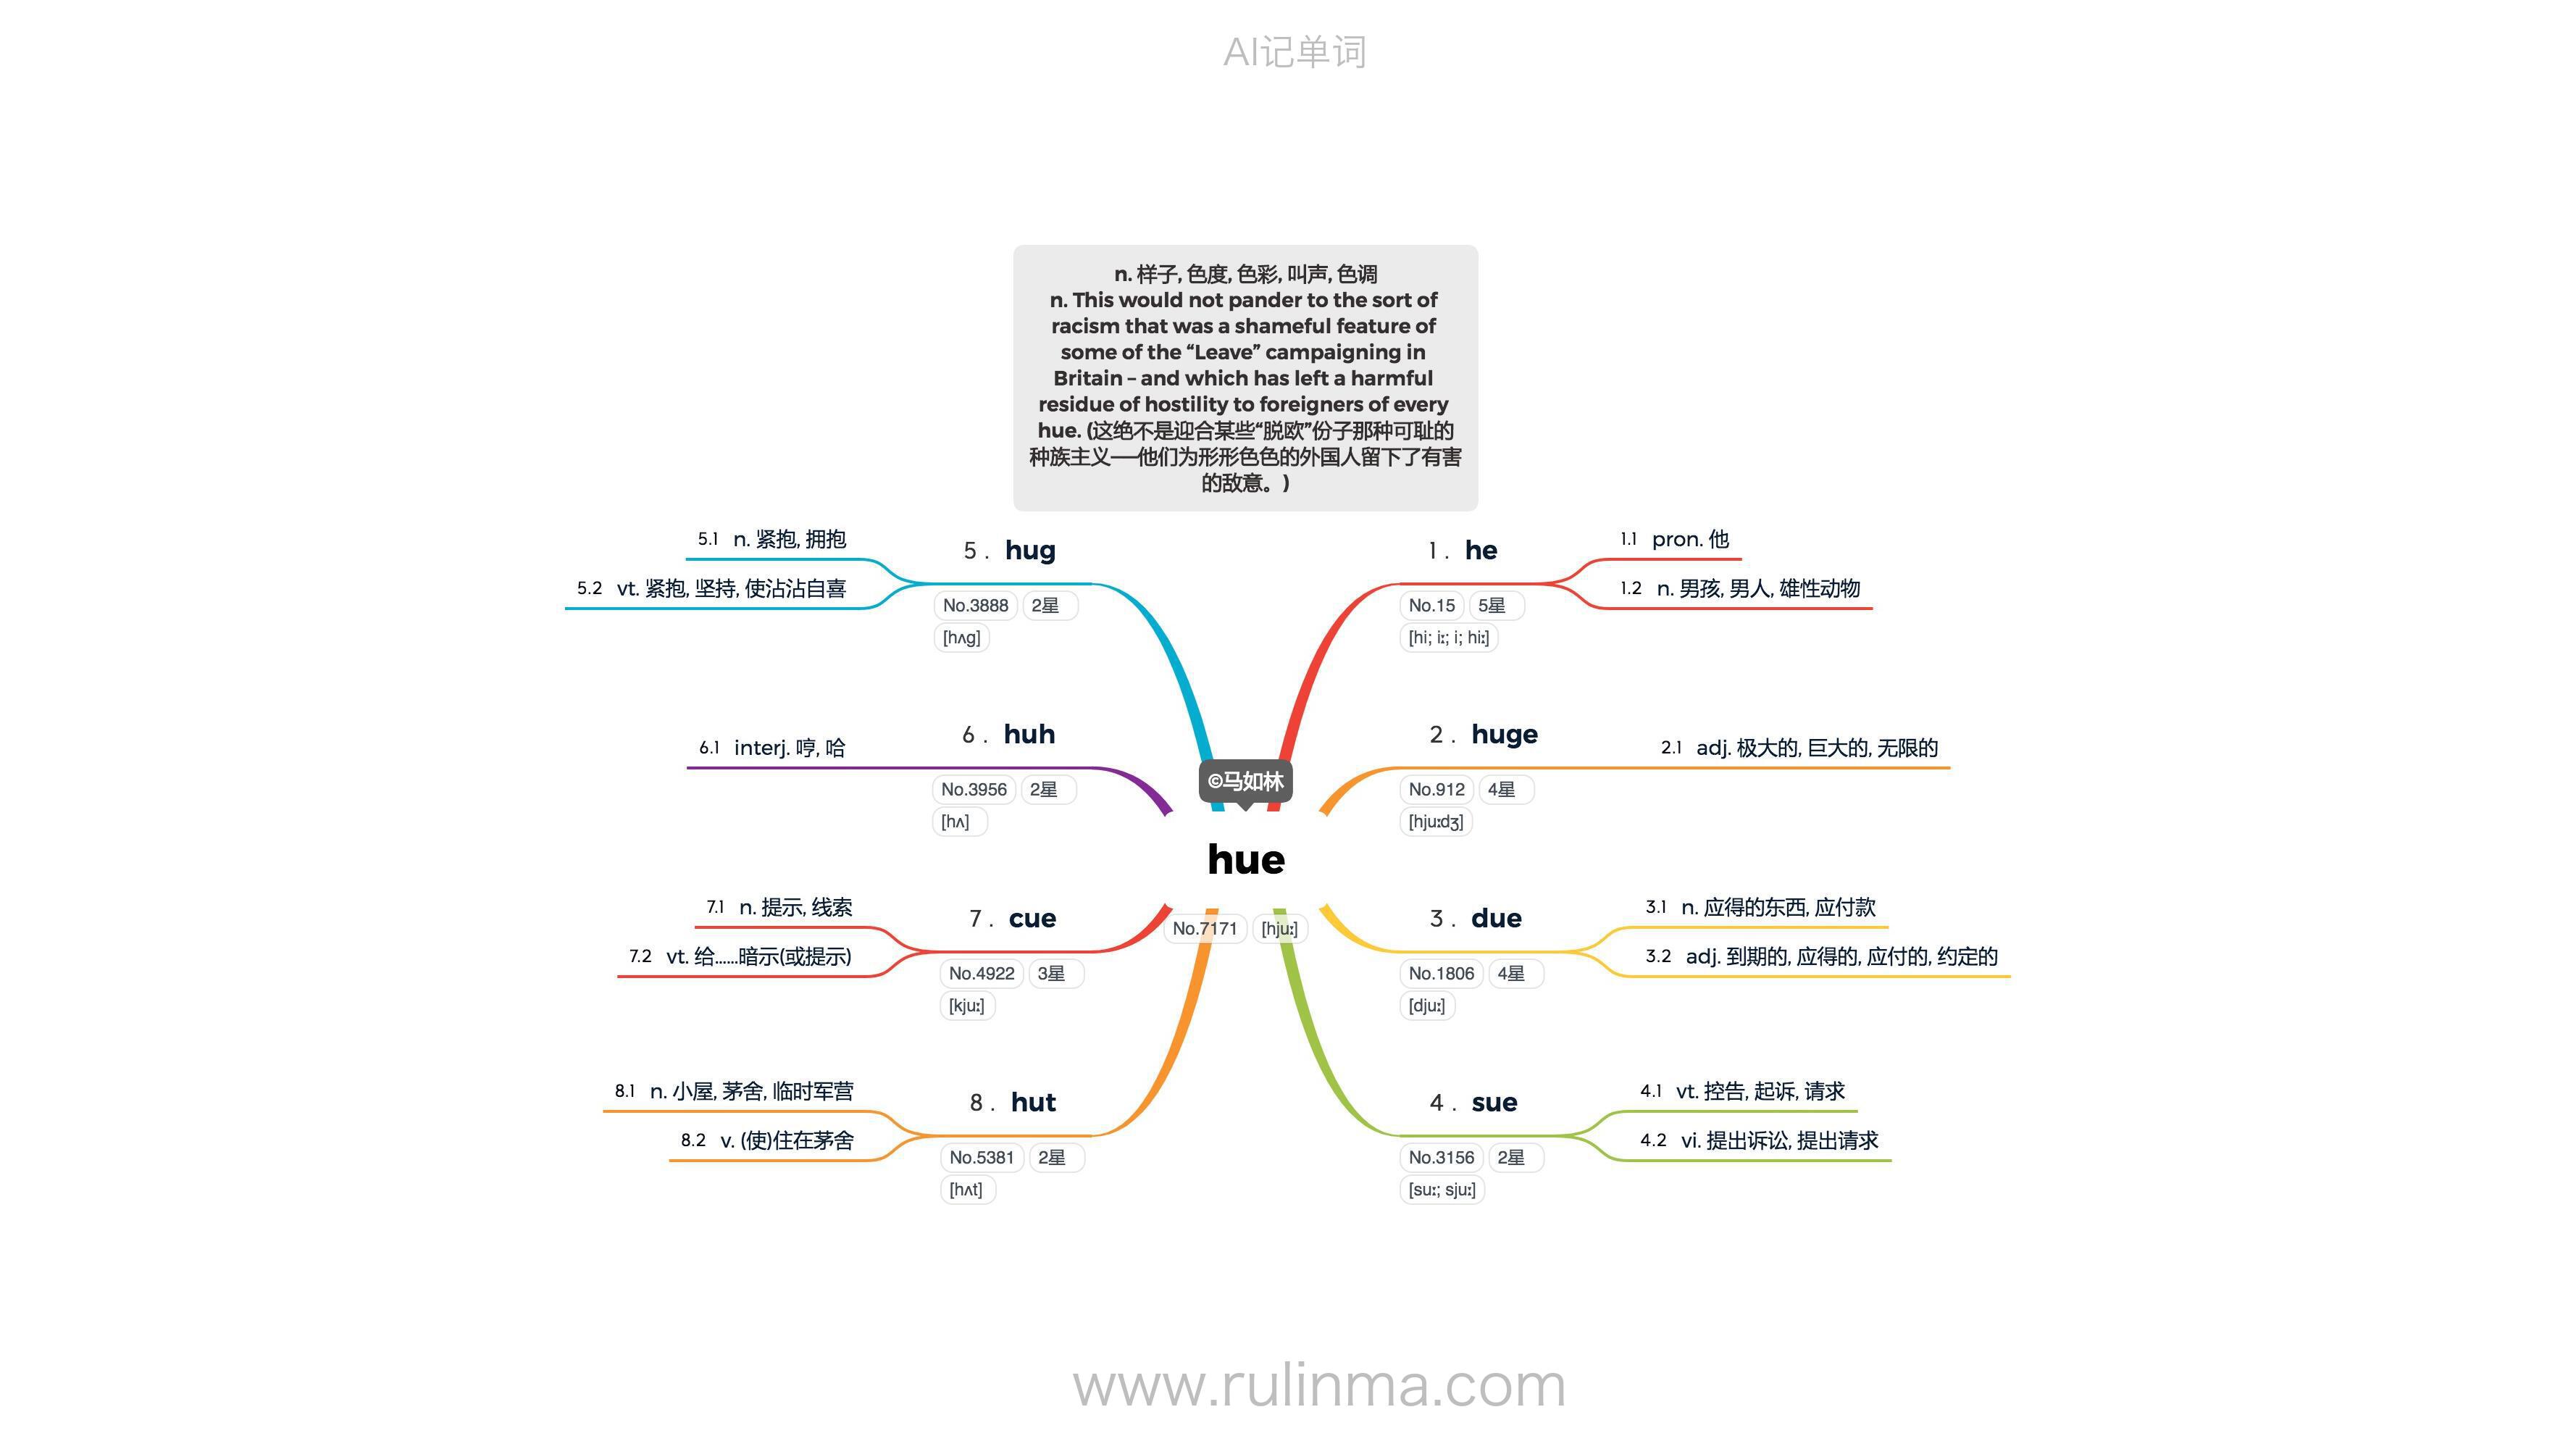 AI记单词
n. 样子, 色度, 色彩, 叫声, 色调
n. This would not pander to the sort of
racism that was a shameful feature of
some of the “Leave” campaigning in
Britain – and which has left a harmful
residue of hostility to foreigners of every
hue. (这绝不是迎合某些“脱欧”份子那种可耻的
种族主义──他们为形形色色的外国人留下了有害
的敌意。)
©马如林
hue
No.7171 [hjuː]
1 . he
No.15 5星
[hi; iː; i; hiː]
1.1 pron. 他
1.2 n. 男孩, 男人, 雄性动物
2 . huge
No.912 4星
[hjuːdʒ]
2.1 adj. 极大的, 巨大的, 无限的
3 . due
No.1806 4星
[djuː]
3.1 n. 应得的东西, 应付款
3.2 adj. 到期的, 应得的, 应付的, 约定的
4 . sue
No.3156 2星
[suː; sjuː]
4.1 vt. 控告, 起诉, 请求
4.2 vi. 提出诉讼, 提出请求
5 . hug
No.3888 2星
[hʌg]
5.1 n. 紧抱, 拥抱
5.2 vt. 紧抱, 坚持, 使沾沾自喜
6 . huh
No.3956 2星
[hʌ]
6.1 interj. 哼, 哈
7 . cue
No.4922 3星
[kjuː]
7.1 n. 提示, 线索
7.2 vt. 给......暗示(或提示)
8 . hut
No.5381 2星
[hʌt]
8.1 n. 小屋, 茅舍, 临时军营
8.2 v. (使)住在茅舍
www.rulinma.com